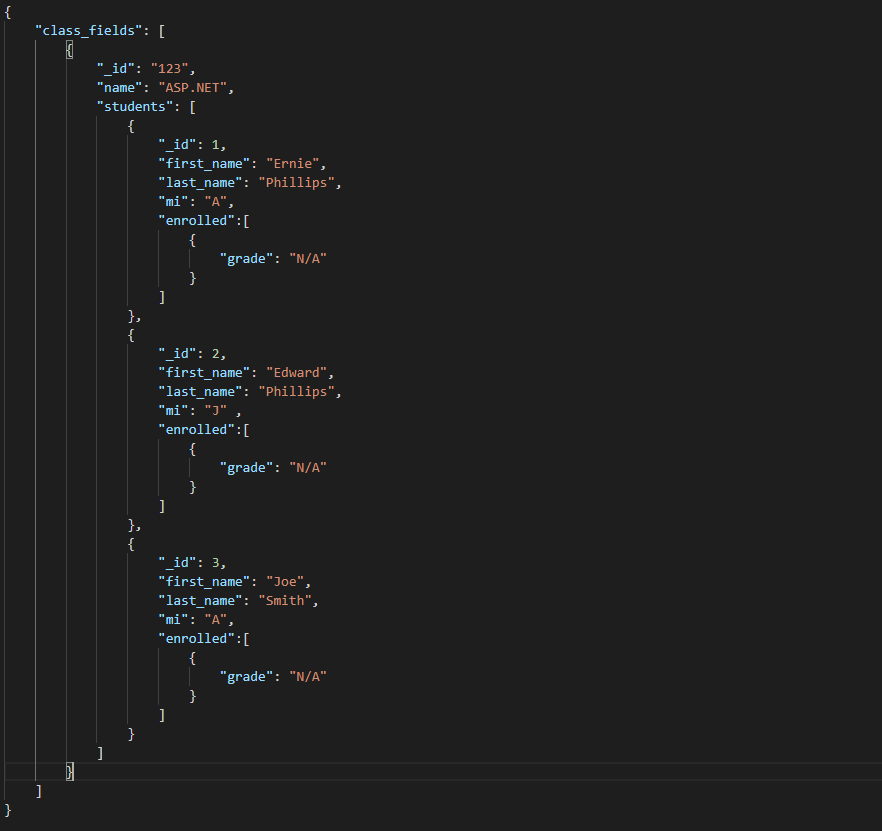 {
    "class_fields": [
        {
            "_id": "123",
            "name": "ASP.NET",
            "students": [
                {
                    "_id": 1,
                    "first_name": "Ernie",
                    "last_name": "Phillips",
                    "mi": "A",
                    "enrolled":[
                        {
                            "grade": "N/A"
                        }
                    ]
                },
                {
                    "_id": 2,
                    "first_name": "Edward",
                    "last_name": "Phillips",
                    "mi": "J" ,
                    "enrolled":[
                        {
                            "grade": "N/A"
                        }
                    ]
                },
                {
                    "_id": 3,
                    "first_name": "Joe",
                    "last_name": "Smith",
                    "mi": "A",
                    "enrolled":[
                        {
                            "grade": "N/A"
                        }
                    ]
                }
            ]
        }
    ]
}